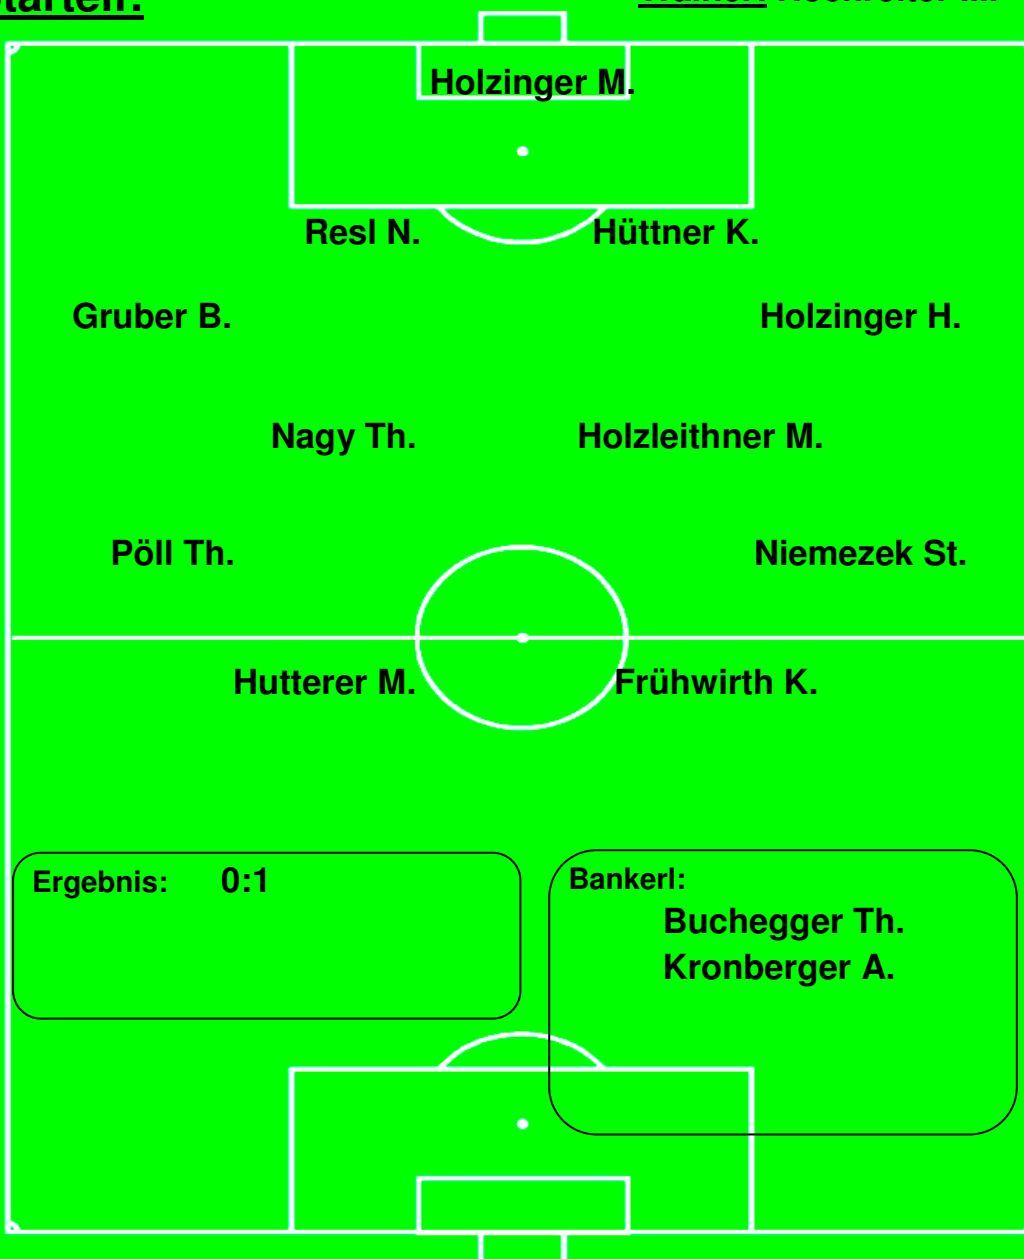 Holzinger M.
Resl N. Hüttner K.
Gruber B. Holzinger H.
Nagy Th. Holzleithner M.
Pöll Th. Niemezek St.
Hutterer M. Frühwirth K.
Ergebnis: 0:1
Bankerl:
Buchegger Th.
Kronberger A.